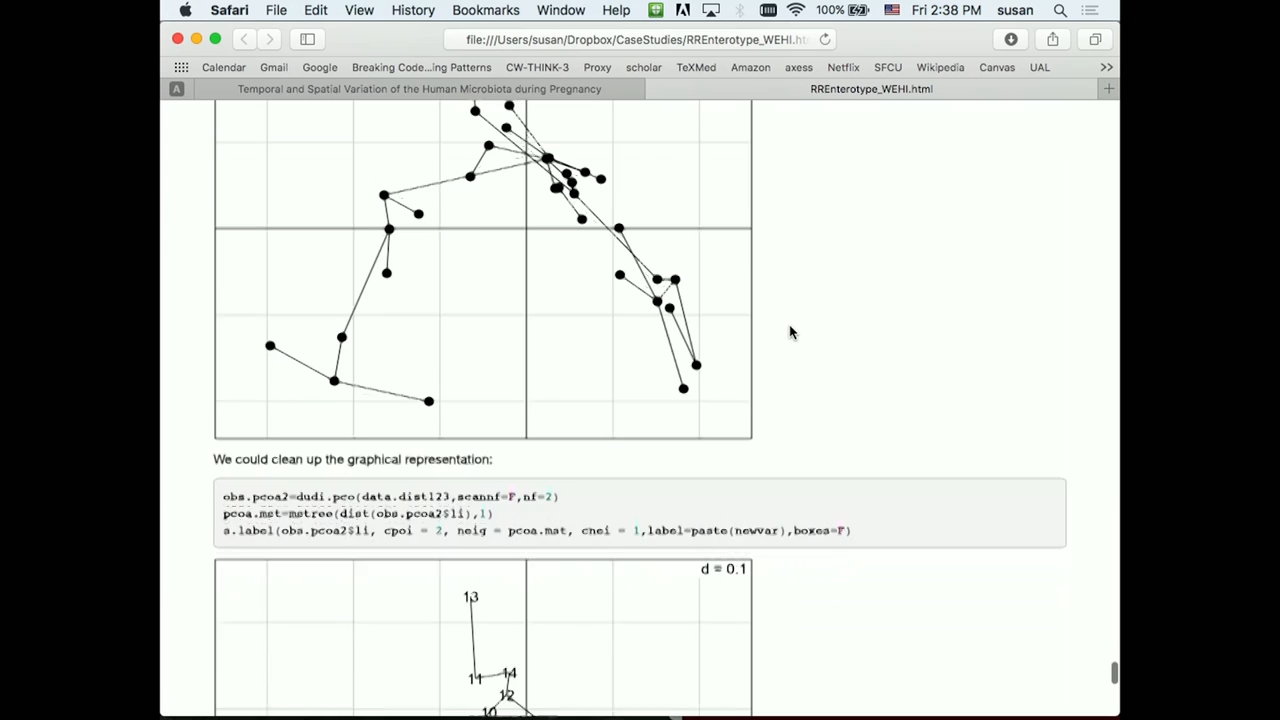 Safari File Edit View History Bookmarks Window Help 100% Fri 2:38 PM susan
file:///Users/susan/Dropbox/CaseStudies/RREnterotype_WEHI.ht
Calendar Gmail Google Breaking Code...ing Patterns CW-THINK-3 Proxy scholar TeXMed Amazon axess Netflix SFCU Wikipedia Canvas UAL >>
A Temporal and Spatial Variation of the Human Microbiota during Pregnancy RREnterotype_WEHI.html +
We could clean up the graphical representation:
obs.pcoa2=dudi.pco(data.dist123,scannf=F,nf=2)
pcoa.mst=mstree(dist(obs.pcoa2$li),1)
s.label(obs.pcoa2$li, cpoi = 2, neig = pcoa.mst, cnei = 1,label=paste(newvar),boxes=F)
d = 0.1
13
14
11
12
10